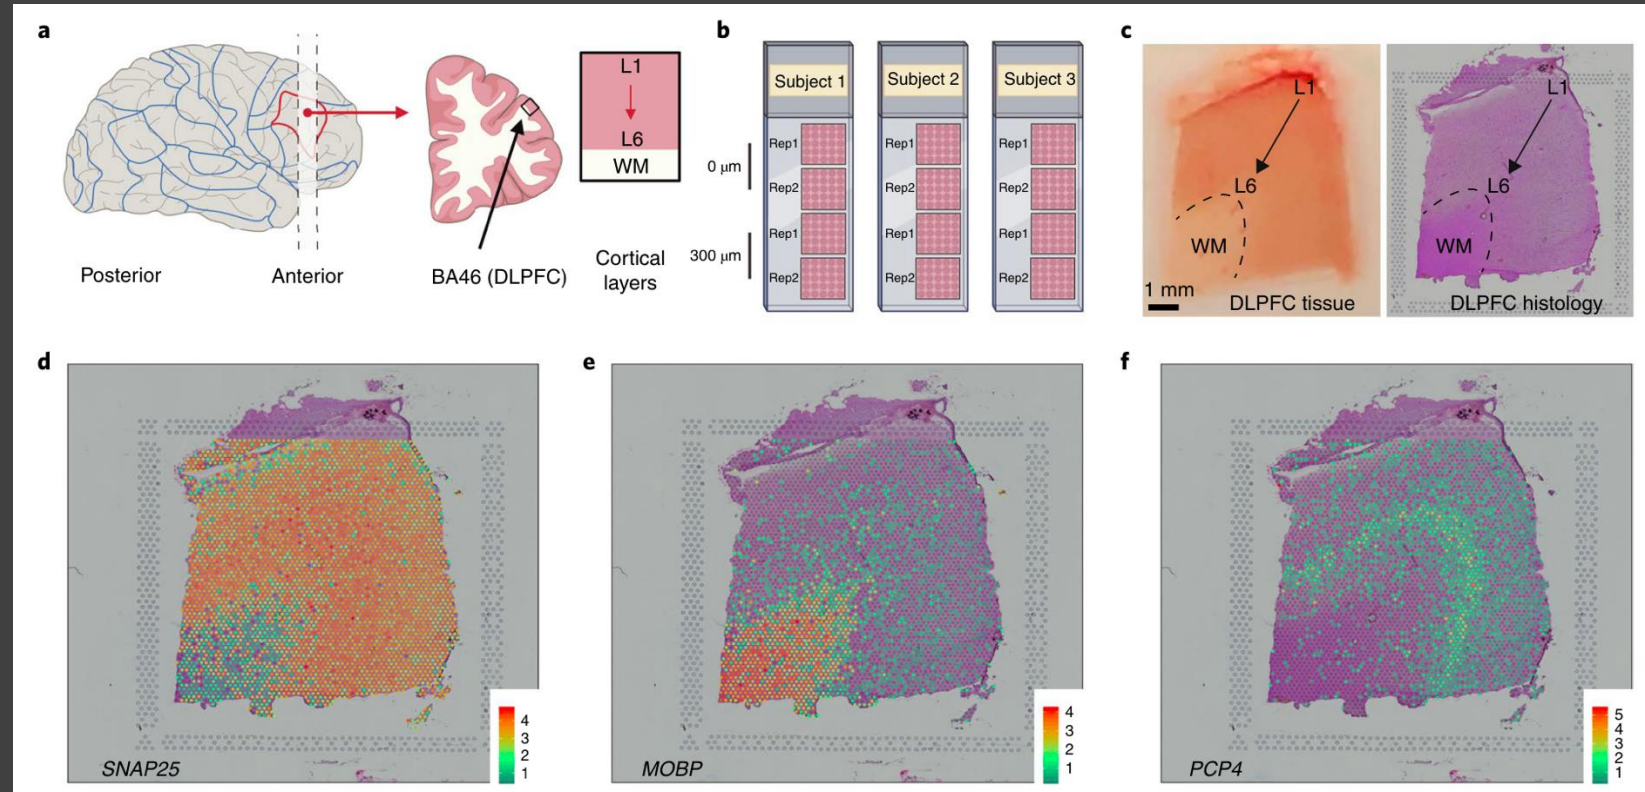 a
L1
L6
WM
Posterior
Anterior
BA46 (DLPFC)
Cortical
layers
b
Subject 1
Subject 2
Subject 3
0 μm
300 μm
Rep1
Rep2
Rep1
Rep2
Rep1
Rep2
Rep1
Rep2
Rep1
Rep2
Rep1
Rep2
c
L1
L6
WM
1 mm
DLPFC tissue
L1
L6
WM
DLPFC histology
d
SNAP25
4
3
2
1
e
MOBP
4
3
2
1
f
PCP4
5
4
3
2
1